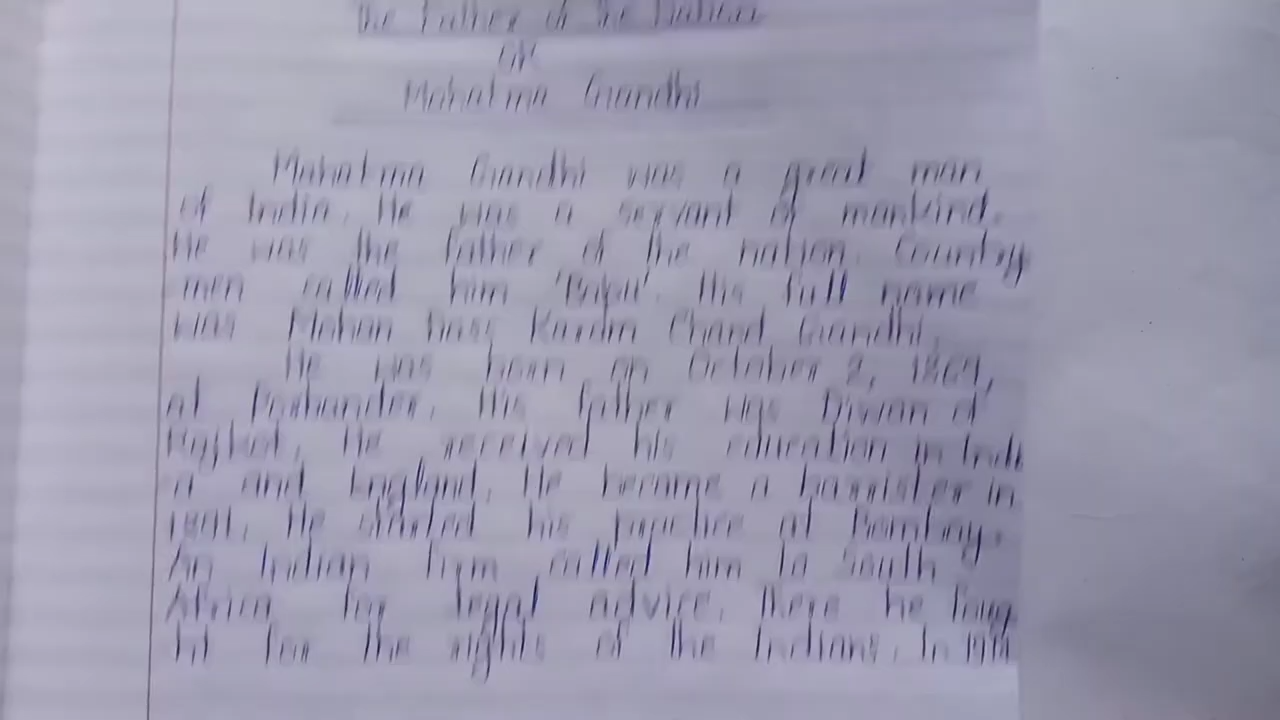 The Father of the Nation
OR
Mahatma Gandhi
Mahatma Gandhi was a great man
of India. He was a servant of mankind.
He was the father of the nation. Country
-men called him 'Bapu'. His full name
was Mohan Dass Karam Chand Gandhi.
He was born on October 2, 1869,
at Porbander. His father was Diwan of
Rajkot. He received his education in Indi
-a and England. He became a barrister in
1891. He started his practice at Bombay.
An Indian firm called him to South
Africa for legal advice. There he foug
-ht for the rights of the Indians. In 1914